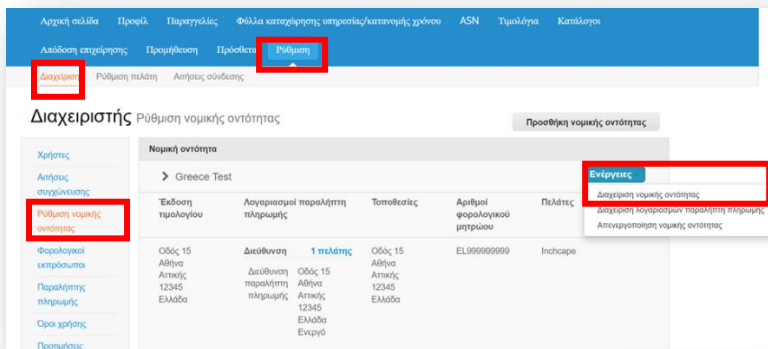 Αρχική σελίδα Προφίλ Παραγγελίες Φύλλα καταχώρησης υπηρεσίας/κατανομής χρόνου ASN Τιμολόγια Κατάλογοι
Απόδοση επιχείρησης Προμήθευση Πρόσθετα Ρύθμιση
Διαχείριση Ρύθμιση πελάτη Αιτήσεις σύνδεσης
Διαχειριστής Ρύθμιση νομικής οντότητας
Προσθήκη νομικής οντότητας
Χρήστες
Αιτήσεις
συγχώνευσης
Ρύθμιση νομικής
οντότητας
Φορολογικοί
εκπρόσωποι
Παραλήπτης
πληρωμής
Όροι χρήσης
Προτιμήσεις
Νομική οντότητα
Greece Test
Ενέργειες
Διαχείριση νομικής οντότητας
Διαχείριση λογαριασμών παραλήπτη πληρωμής
Απενεργοποίηση νομικής οντότητας
Έκδοση
τιμολογίου
Λογαριασμοί παραλήπτη
πληρωμής
Τοποθεσίες
Αριθμοί
φορολογικού
μητρώου
Πελάτες
Οδός 15
Αθήνα
Αττικής
12345
Ελλάδα
Διεύθυνση 1 πελάτης
Διεύθυνση
παραλήπτη
πληρωμής
Οδός 15
Αθήνα
Αττικής
12345
Ελλάδα
Ενεργό
Οδός 15
Αθήνα
Αττικής
12345
Ελλάδα
EL999999999
Inchcape